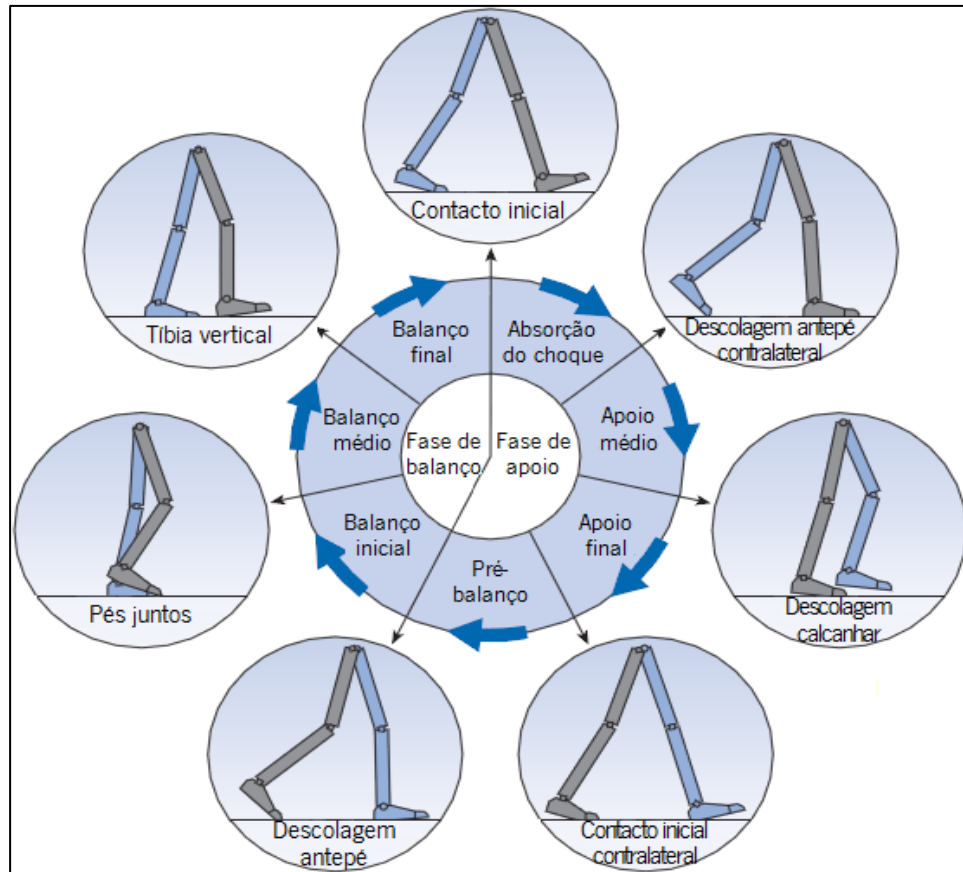 Contacto inicial
Tíbia vertical
Descolagem antepé
contralateral
Balanço
final
Absorção
do choque
Balanço
médio
Fase de
balanço
Fase de
apoio
Apoio
médio
Balanço
inicial
Pré-
balanço
Apoio
final
Pés juntos
Descolagem
calcanhar
Descolagem
antepé
Contacto inicial
contralateral